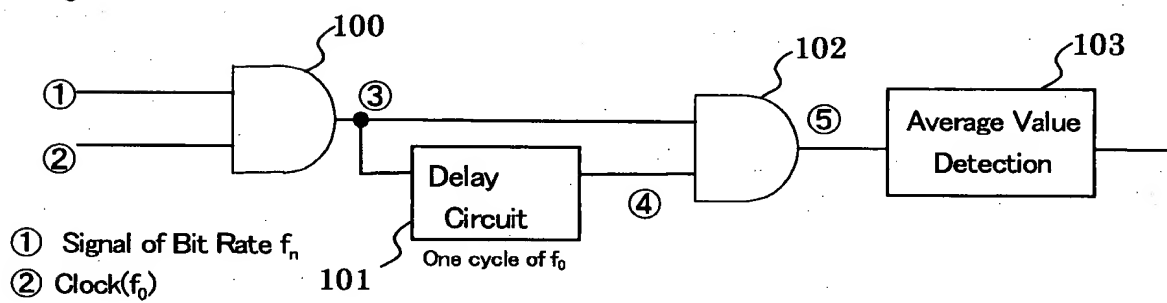 100
102
103
①
②
③
④
⑤
Delay
Circuit
Average Value
Detection
101
One cycle of f₀
① Signal of Bit Rate fₙ
② Clock(f₀)